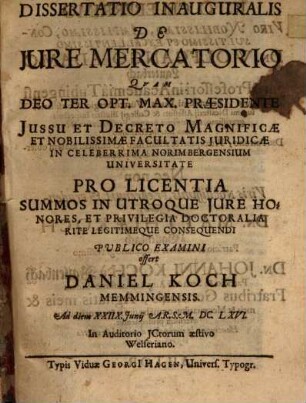 DISSERTATIO INAUGURALIS
DE
JURE MERCATORIO
QUAM
DEO TER OPT. MAX. PRÆSIDENTE
JUSSU ET DECRETO MAGNIFICÆ
ET NOBILISSIMÆ FACULTATIS JURIDICÆ
IN CELEBERRIMA NORIMBERGENSIUM
UNIVERSITATE
PRO LICENTIA
SUMMOS IN UTROQUE JURE HO-
NORES, ET PRIVILEGIA DOCTORALIA
RITE LEGITIMEQUE CONSEQUENDI
PUBLICO EXAMINI
offert
DANIEL KOCH
MEMMINGENSIS.
Ad diem XXIIX. Junij AR. S. M. DC. LXVI.
In Auditorio JCtorum æstivo
Welseriano.
Typis Viduæ GEORGI HAGEN, Univers. Typogr.